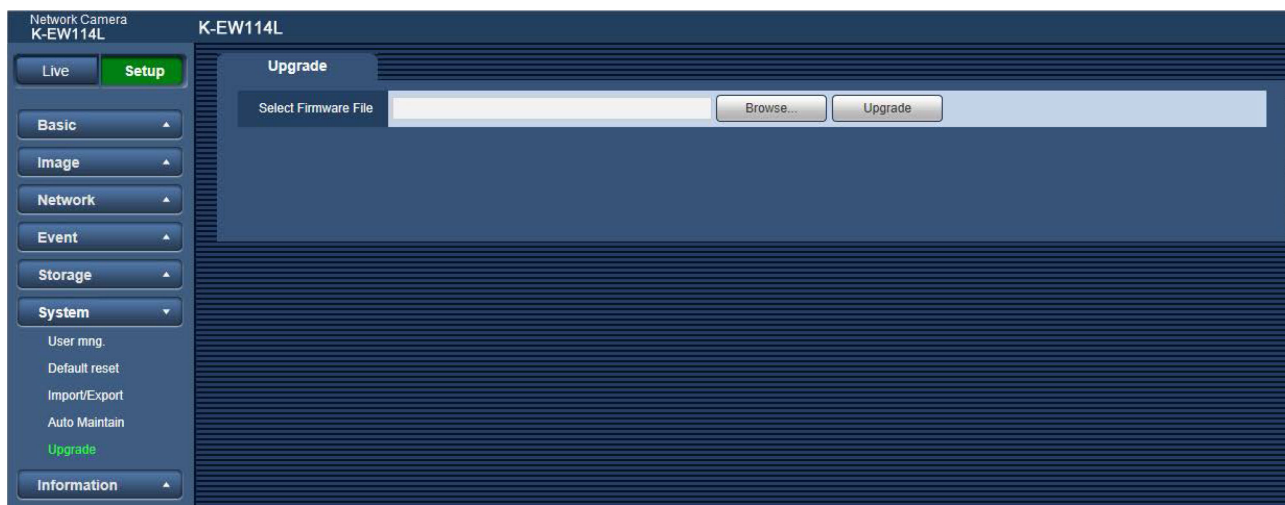 Network Camera
K-EW114L
K-EW114L
Live Setup
Upgrade
Select Firmware File Browse... Upgrade
Basic
Image
Network
Event
Storage
System
User mng.
Default reset
Import/Export
Auto Maintain
Upgrade
Information